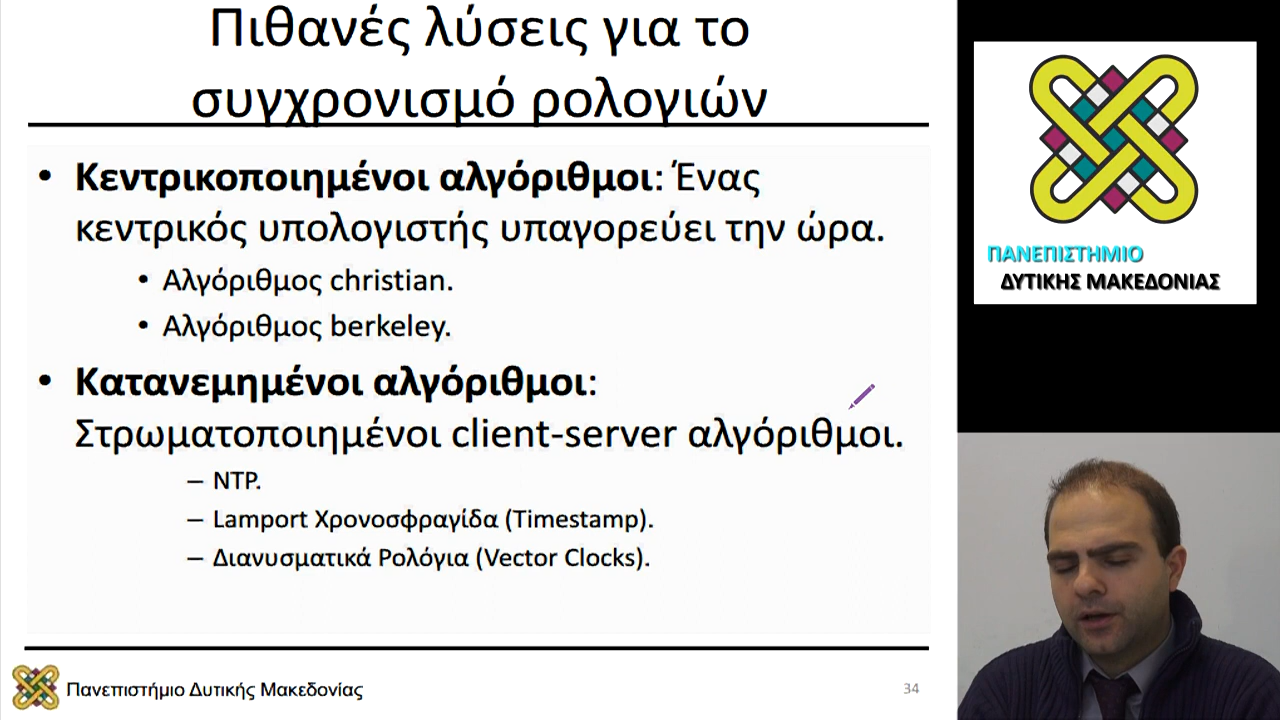 Πιθανές λύσεις για το
συγχρονισμό ρολογιών
• Κεντρικοποιημένοι αλγόριθμοι: Ένας
κεντρικός υπολογιστής υπαγορεύει την ώρα.
• Αλγόριθμος christian.
• Αλγόριθμος berkeley.
• Κατανεμημένοι αλγόριθμοι:
Στρωματοποιημένοι client-server αλγόριθμοι.
– NTP.
– Lamport Χρονοσφραγίδα (Timestamp).
– Διανυσματικά Ρολόγια (Vector Clocks).
Πανεπιστήμιο Δυτικής Μακεδονίας
34
ΠΑΝΕΠΙΣΤΗΜΙΟ
ΔΥΤΙΚΗΣ ΜΑΚΕΔΟΝΙΑΣ